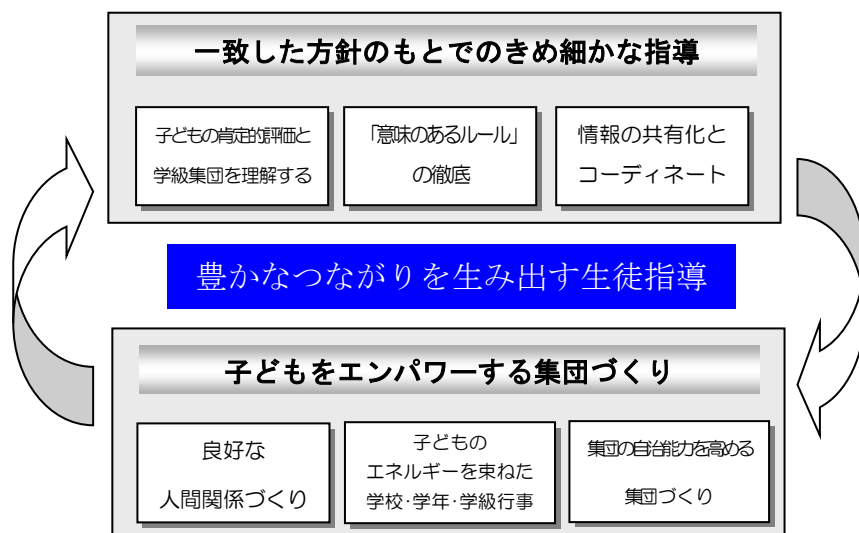 一致した方針のもとでのきめ細かな指導
子どもの肯定的評価と
学級集団を理解する
「意味のあるルール」
の徹底
情報の共有化と
コーディネート
豊かなつながりを生み出す生徒指導
子どもをエンパワーする集団づくり
良好な
人間関係づくり
子どもの
エネルギーを束ねた
学校・学年・学級行事
集団の自治能力を高める
集団づくり